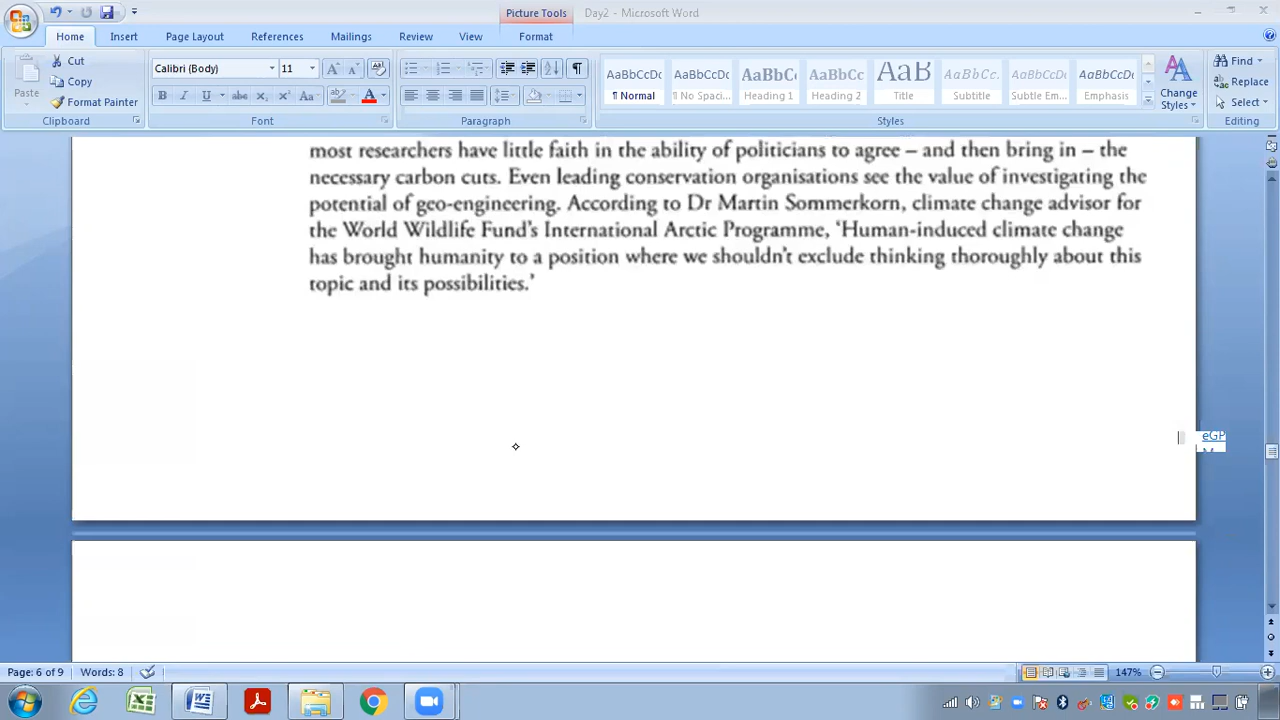 Picture Tools Day2 - Microsoft Word
Home Insert Page Layout References Mailings Review View Format
Cut
Copy
Format Painter
Paste
Clipboard
Calibri (Body) 11
Font
Paragraph
AaBbCcDc AaBbCcDc AaBbC AaBbCc AaB AaBbCc. AaBbCcDc AaBbCcDc
¶ Normal ¶ No Spaci... Heading 1 Heading 2 Title Subtitle Subtle Em... Emphasis
Change Styles
Styles
Find
Replace
Select
Editing
most researchers have little faith in the ability of politicians to agree – and then bring in – the
necessary carbon cuts. Even leading conservation organisations see the value of investigating the
potential of geo-engineering. According to Dr Martin Sommerkorn, climate change advisor for
the World Wildlife Fund's International Arctic Programme, 'Human-induced climate change
has brought humanity to a position where we shouldn't exclude thinking thoroughly about this
topic and its possibilities.'
eGP
Page: 6 of 9 Words: 8 147%